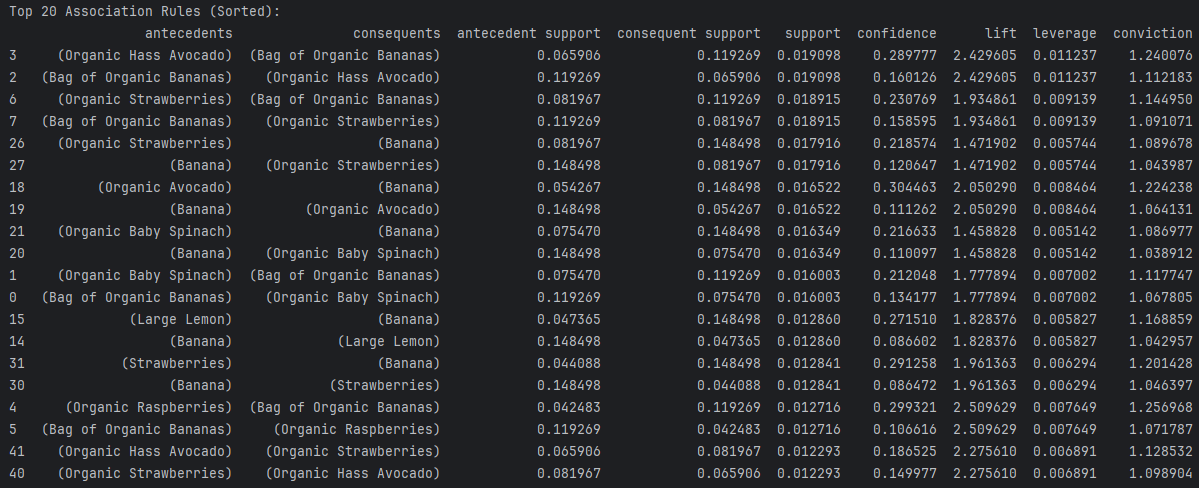 Top 20 Association Rules (Sorted):
antecedents consequents antecedent support consequent support support confidence lift leverage conviction
3 (Organic Hass Avocado) (Bag of Organic Bananas) 0.065906 0.119269 0.019098 0.289777 2.429605 0.011237 1.240076
2 (Bag of Organic Bananas) (Organic Hass Avocado) 0.119269 0.065906 0.019098 0.160126 2.429605 0.011237 1.112183
6 (Organic Strawberries) (Bag of Organic Bananas) 0.081967 0.119269 0.018915 0.230769 1.934861 0.009139 1.144950
7 (Bag of Organic Bananas) (Organic Strawberries) 0.119269 0.081967 0.018915 0.158595 1.934861 0.009139 1.091071
26 (Organic Strawberries) (Banana) 0.081967 0.148498 0.017916 0.218574 1.471902 0.005744 1.089678
27 (Banana) (Organic Strawberries) 0.148498 0.081967 0.017916 0.120647 1.471902 0.005744 1.043987
18 (Organic Avocado) (Banana) 0.054267 0.148498 0.016522 0.304463 2.050290 0.008464 1.224238
19 (Banana) (Organic Avocado) 0.148498 0.054267 0.016522 0.111262 2.050290 0.008464 1.064131
21 (Organic Baby Spinach) (Banana) 0.075470 0.148498 0.016349 0.216633 1.458828 0.005142 1.086977
20 (Banana) (Organic Baby Spinach) 0.148498 0.075470 0.016349 0.110097 1.458828 0.005142 1.038912
1 (Organic Baby Spinach) (Bag of Organic Bananas) 0.075470 0.119269 0.016003 0.212048 1.777894 0.007002 1.117747
0 (Bag of Organic Bananas) (Organic Baby Spinach) 0.119269 0.075470 0.016003 0.134177 1.777894 0.007002 1.067805
15 (Large Lemon) (Banana) 0.047365 0.148498 0.012860 0.271510 1.828376 0.005827 1.168859
14 (Banana) (Large Lemon) 0.148498 0.047365 0.012860 0.086602 1.828376 0.005827 1.042957
31 (Strawberries) (Banana) 0.044088 0.148498 0.012841 0.291258 1.961363 0.006294 1.201428
30 (Banana) (Strawberries) 0.148498 0.044088 0.012841 0.086472 1.961363 0.006294 1.046397
4 (Organic Raspberries) (Bag of Organic Bananas) 0.042483 0.119269 0.012716 0.299321 2.509629 0.007649 1.256968
5 (Bag of Organic Bananas) (Organic Raspberries) 0.119269 0.042483 0.012716 0.106616 2.509629 0.007649 1.071787
41 (Organic Hass Avocado) (Organic Strawberries) 0.065906 0.081967 0.012293 0.186525 2.275610 0.006891 1.128532
40 (Organic Strawberries) (Organic Hass Avocado) 0.081967 0.065906 0.012293 0.149977 2.275610 0.006891 1.098904